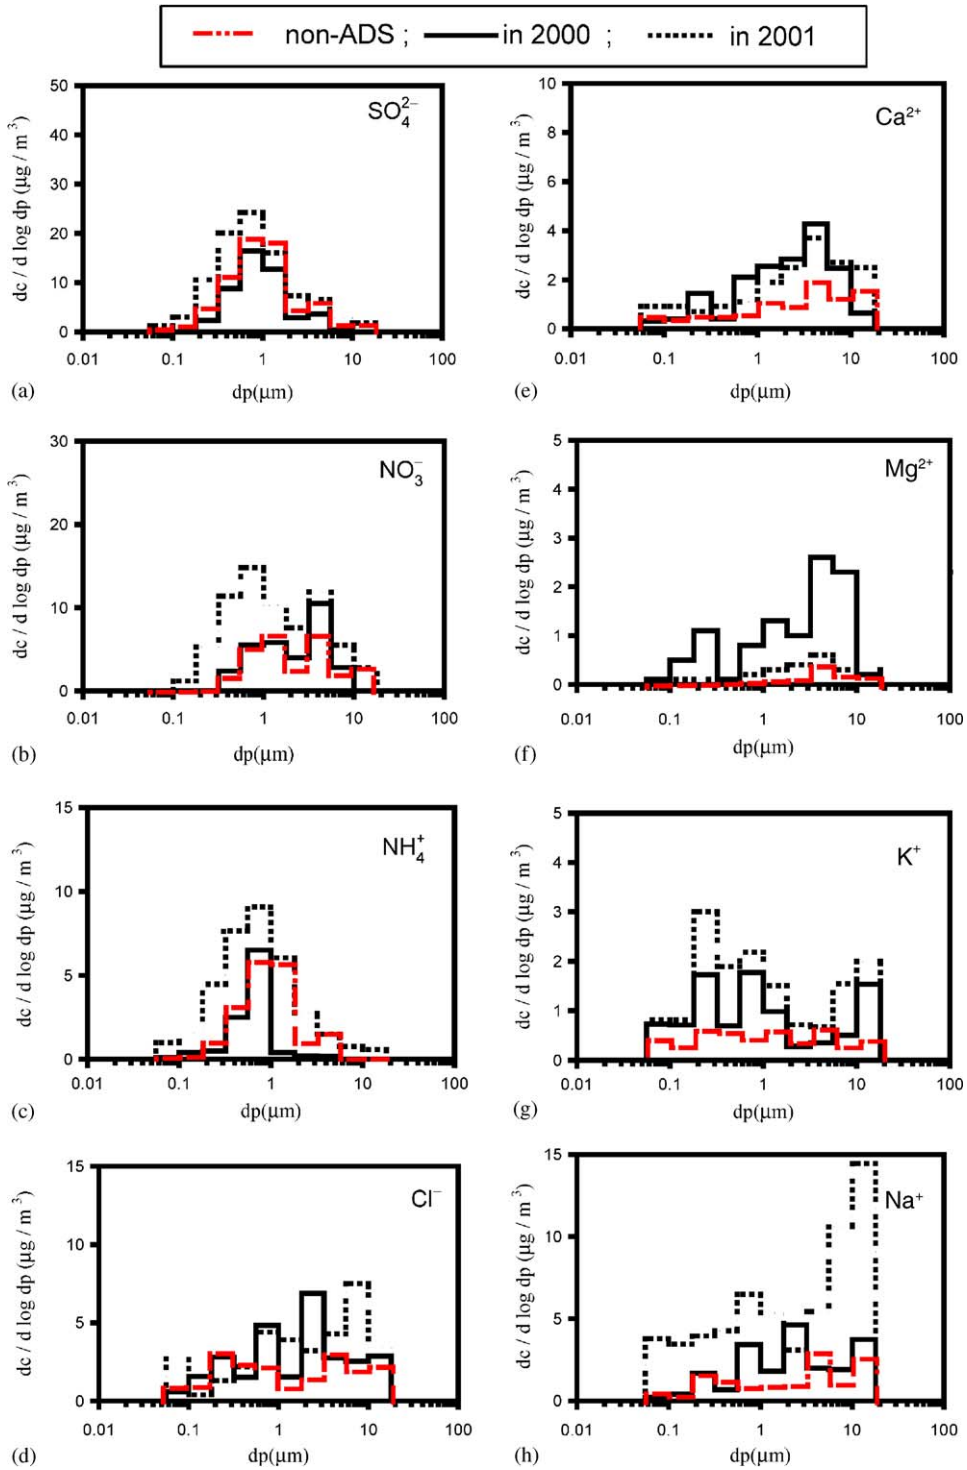 non-ADS ; in 2000 ; in 2001
50
40
30
20
10
0
dc / d log dp (μg / m³)
SO₄²⁻
0.01 0.1 1 10 100
(a) dp(μm)
10
8
6
4
2
0
dc / d log dp (μg / m³)
Ca²⁺
0.01 0.1 1 10 100
(e) dp(μm)
30
20
10
0
dc / d log dp (μg / m³)
NO₃⁻
0.01 0.1 1 10 100
(b) dp(μm)
5
4
3
2
1
0
dc / d log dp (μg / m³)
Mg²⁺
0.01 0.1 1 10 100
(f) dp(μm)
15
10
5
0
dc / d log dp (μg / m³)
NH₄⁺
0.01 0.1 1 10 100
(c) dp(μm)
5
4
3
2
1
0
dc / d log dp (μg / m³)
K⁺
0.01 0.1 1 10 100
(g) dp(μm)
15
10
5
0
dc / d log dp (μg / m³)
Cl⁻
0.01 0.1 1 10 100
(d) dp(μm)
15
10
5
0
dc / d log dp (μg / m³)
Na⁺
0.01 0.1 1 10 100
(h) dp(μm)